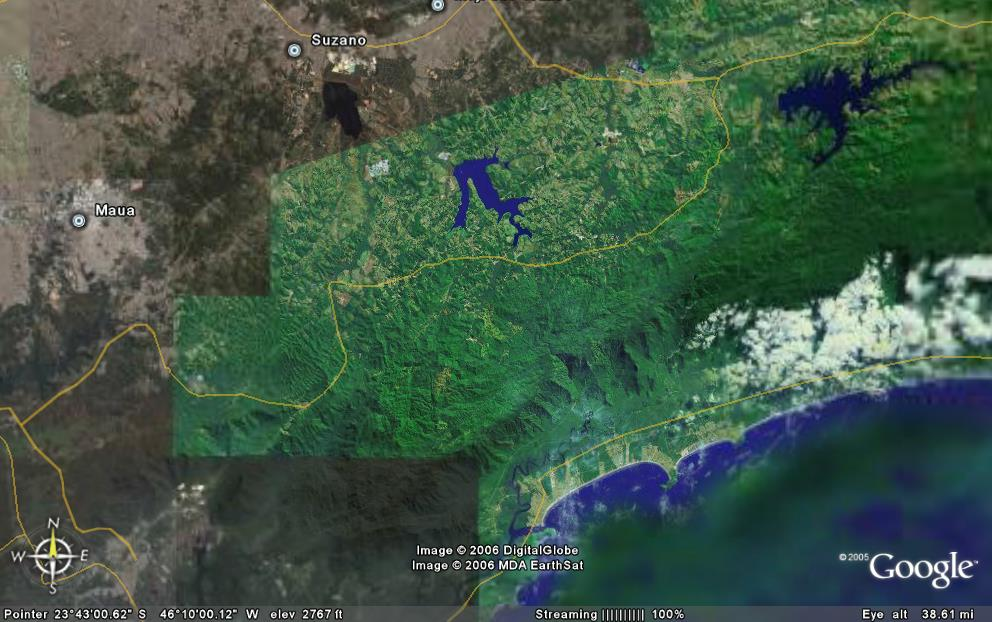 Suzano
Maua
N
W E
S
Image © 2006 DigitalGlobe
Image © 2006 MDA EarthSat
©2005 Google™
Pointer 23°43'00.62" S 46°10'00.12" W elev 2767 ft Streaming |||||||||| 100% Eye alt 38.61 mi